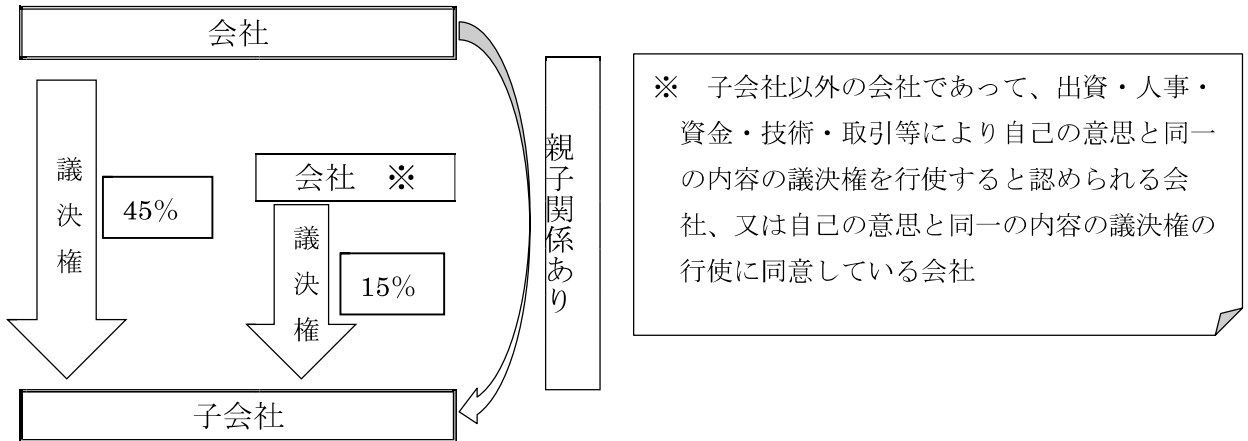 会社
議決権
45%
会社 ※
議決権
15%
子会社
親子関係あり
※ 子会社以外の会社であって、出資・人事・
資金・技術・取引等により自己の意思と同一
の内容の議決権を行使すると認められる会
社、又は自己の意思と同一の内容の議決権の
行使に同意している会社